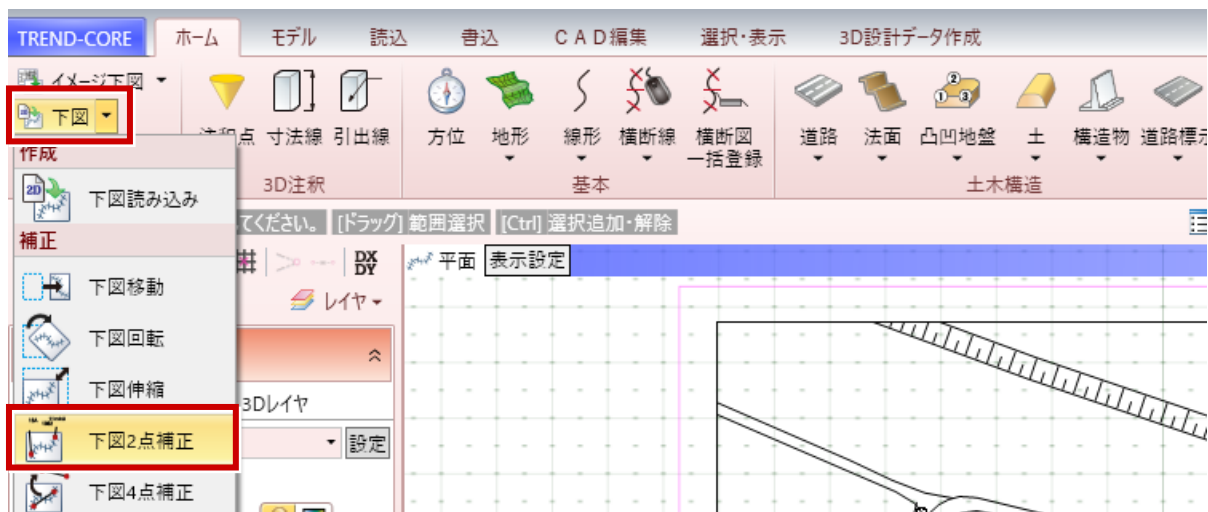 TREND-CORE ホーム モデル 読込 書込 CAD編集 選択・表示 3D設計データ作成
イメージ下図
下図
寸法線 引出線 方位 地形 線形 横断線 横断図 道路 法面 凸凹地盤 土 構造物 道路標示
一括登録
3D注釈 基本 土木構造
作成
下図読み込み
てください。 [ドラッグ] 範囲選択 [Ctrl] 選択追加・解除
補正
DX
DY
平面 表示設定
下図移動
レイヤ
下図回転
下図伸縮
3Dレイヤ
下図2点補正
設定
下図4点補正